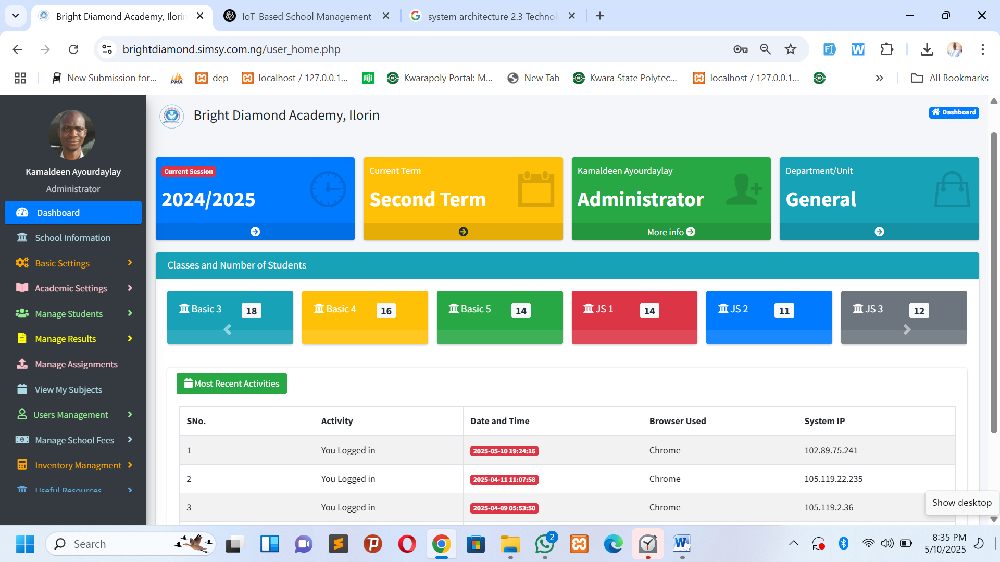 Bright Diamond Academy, Ilorin
IoT-Based School Management
system architecture 2.3 Technol
brightdiamond.simsy.com.ng/user_home.php
New Submission for...
PMA
dep
localhost / 127.0.0.1...
Jiji
Kwarapoly Portal: M...
New Tab
Kwara State Polytec...
localhost / 127.0.0.1...
»
All Bookmarks
Kamaldeen Ayourdaylay
Administrator
Dashboard
School Information
Basic Settings
Academic Settings
Manage Students
Manage Results
Manage Assignments
View My Subjects
Users Management
Manage School Fees
Inventory Managment
Useful Resources
Bright Diamond Academy, Ilorin
Dashboard
Current Session
2024/2025
Current Term
Second Term
Kamaldeen Ayourdaylay
Administrator
More info
Department/Unit
General
Classes and Number of Students
Basic 3 18
Basic 4 16
Basic 5 14
JS 1 14
JS 2 11
JS 3 12
Most Recent Activities
SNo. Activity Date and Time Browser Used System IP
1 You Logged in 2025-05-10 19:24:16 Chrome 102.89.75.241
2 You Logged in 2025-04-11 11:07:58 Chrome 105.119.22.235
3 You Logged in 2025-04-09 05:53:50 Chrome 105.119.2.36
Show desktop
Search
2
8:35 PM
5/10/2025